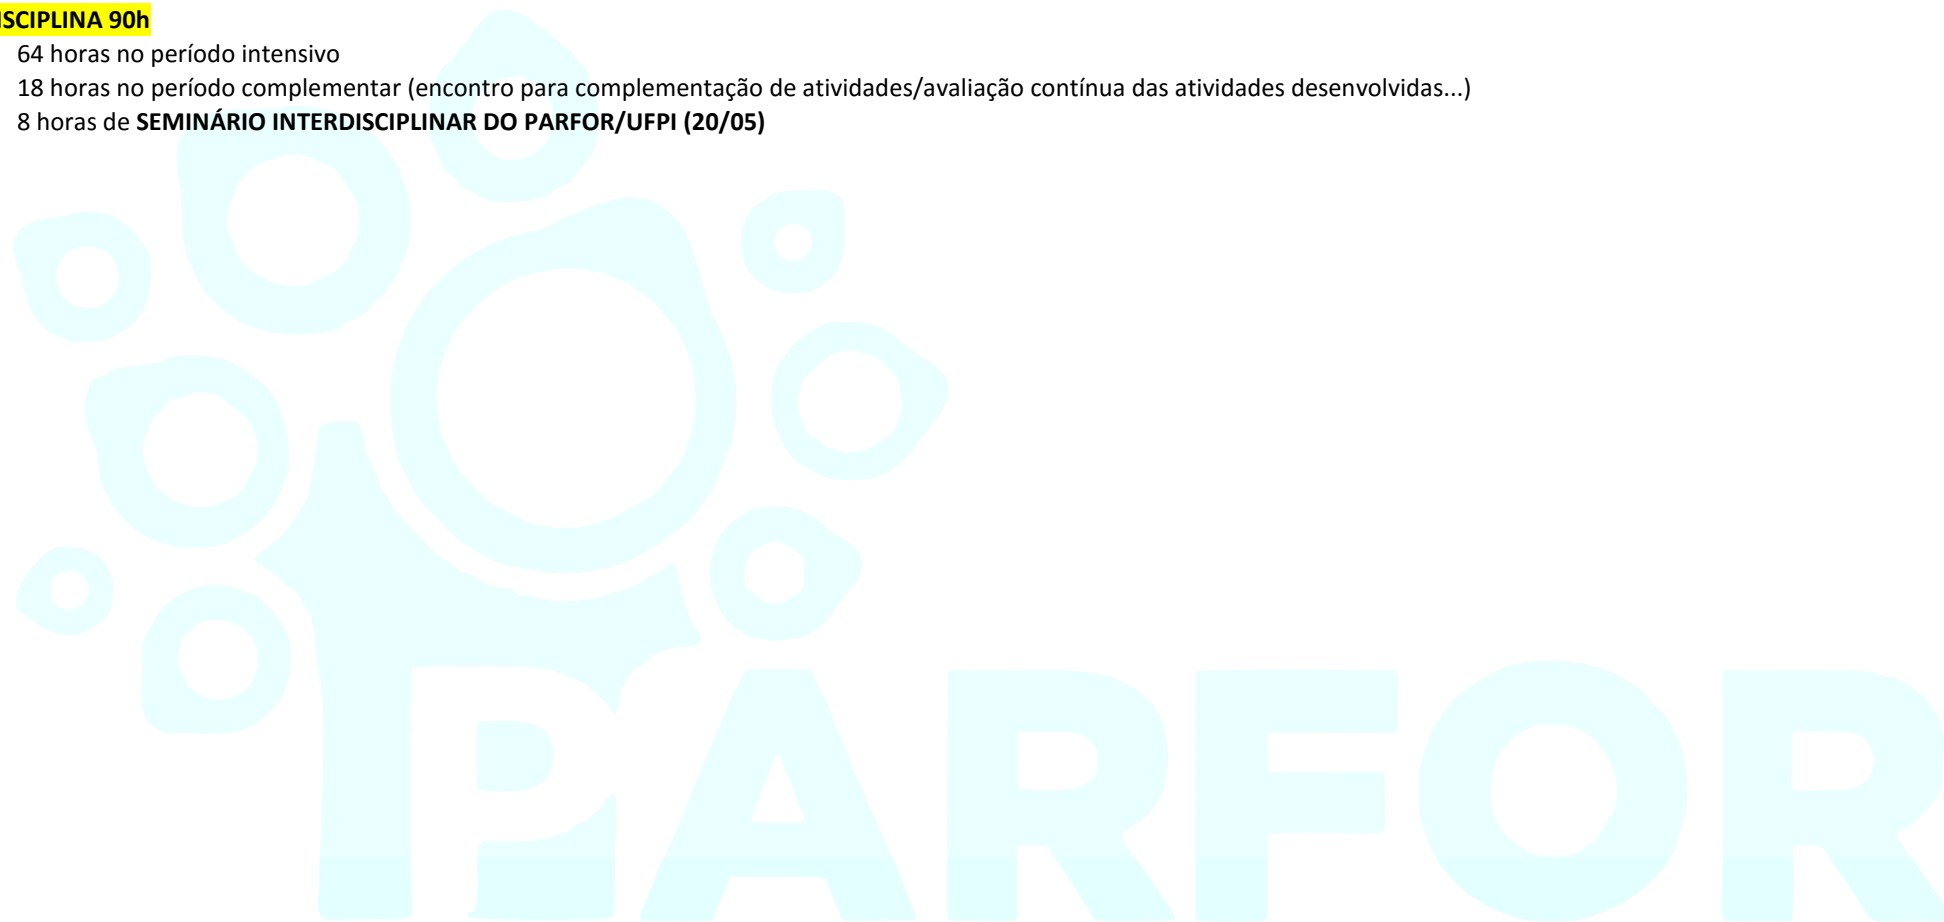 ISCIPLINA 90h
64 horas no período intensivo
18 horas no período complementar (encontro para complementação de atividades/avaliação contínua das atividades desenvolvidas...)
8 horas de SEMINÁRIO INTERDISCIPLINAR DO PARFOR/UFPI (20/05)
PARFOR